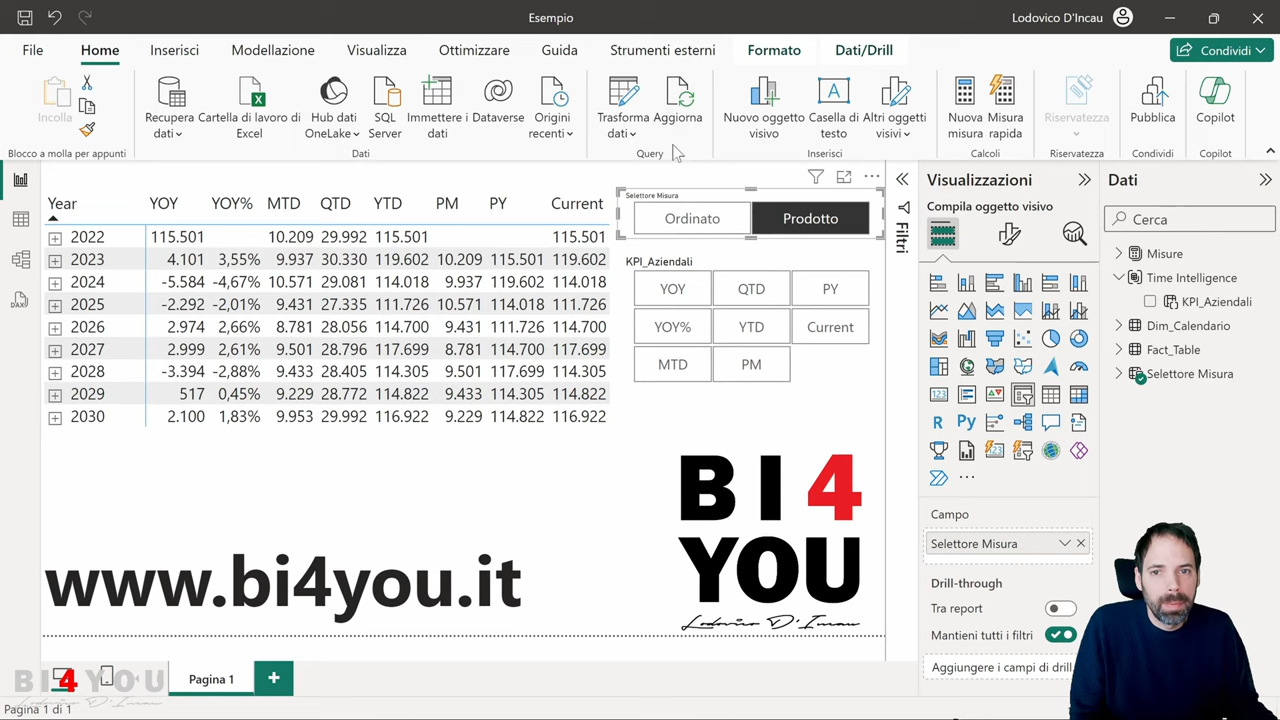 Esempio
Lodovico D'Incau
File Home Inserisci Modellazione Visualizza Ottimizzare Guida Strumenti esterni Formato Dati/Drill Condividi
Incolla
Blocco a molla per appunti
Recupera dati
Cartella di lavoro di Excel
Hub dati OneLake
SQL Server
Immettere i dati
Dataverse
Origini recenti
Dati
Trasforma dati
Aggiorna
Query
Nuovo oggetto visivo
Casella di testo
Altri oggetti visivi
Inserisci
Nuova misura
Misura rapida
Calcoli
Riservatezza
Riservatezza
Pubblica
Condividi
Copilot
Copilot
Year YOY YOY% MTD QTD YTD PM PY Current
2022 115.501 10.209 29.992 115.501 115.501
2023 4.101 3,55% 9.937 30.330 119.602 10.209 115.501 119.602
2024 -5.584 -4,67% 10.571 29.081 114.018 9.937 119.602 114.018
2025 -2.292 -2,01% 9.431 27.335 111.726 10.571 114.018 111.726
2026 2.974 2,66% 8.781 28.056 114.700 9.431 111.726 114.700
2027 2.999 2,61% 9.501 28.796 117.699 8.781 114.700 117.699
2028 -3.394 -2,88% 9.433 28.405 114.305 9.501 117.699 114.305
2029 517 0,45% 9.229 28.772 114.822 9.433 114.305 114.822
2030 2.100 1,83% 9.953 29.992 116.922 9.229 114.822 116.922
Selettore Misura
Ordinato Prodotto
KPI_Aziendali
YOY QTD PY
YOY% YTD Current
MTD PM
BI4
YOU
Lodovico D'Incau
www.bi4you.it
Filtri
Visualizzazioni
Compila oggetto visivo
R Py
Campo
Selettore Misura
Drill-through
Tra report
Mantieni tutti i filtri
Aggiungere i campi di drill
Dati
Cerca
Misure
Time Intelligence
KPI_Aziendali
Dim_Calendario
Fact_Table
Selettore Misura
DAX
BI4YOU
Pagina 1
Pagina 1 di 1